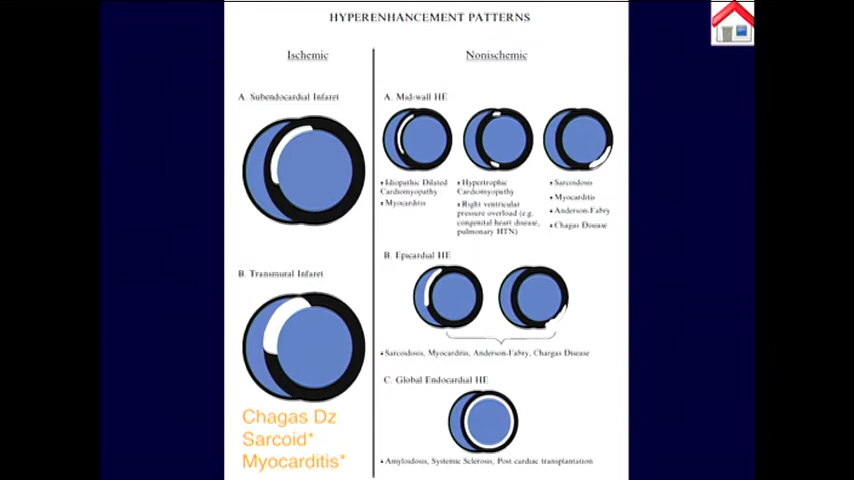 HYPERENHANCEMENT PATTERNS
Ischemic
A. Subendocardial Infarct
B. Transmural Infarct
Chagas Dz
Sarcoid*
Myocarditis*
Nonischemic
A. Mid-wall HE
• Idiopathic Dilated
Cardiomyopathy
• Myocarditis
• Hypertrophic
Cardiomyopathy
• Right ventricular
pressure overload (e.g.
congenital heart disease,
pulmonary HTN)
• Sarcoidosis
• Myocarditis
• Anderson-Fabry
• Chagas Disease
B. Epicardial HE
• Sarcoidosis, Myocarditis, Anderson-Fabry, Chargas Disease
C. Global Endocardial HE
• Amyloidosis, Systemic Sclerosis, Post cardiac transplantation